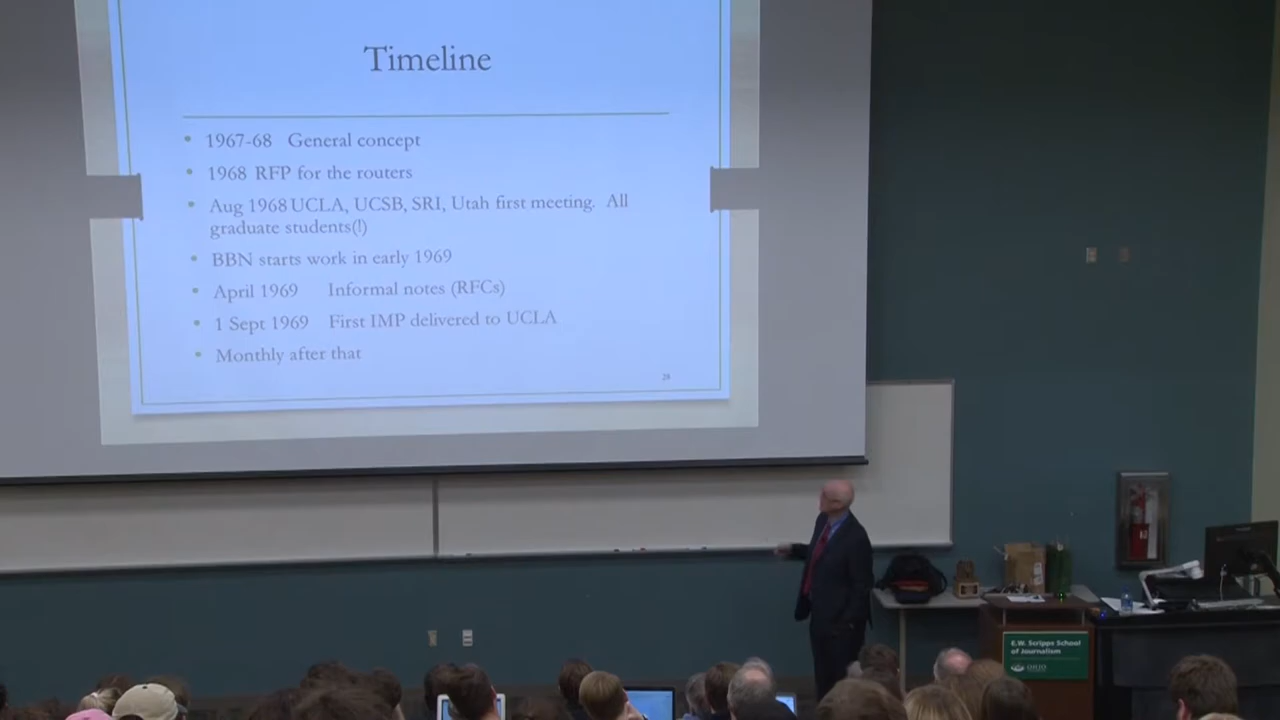 Timeline
• 1967-68 General concept
• 1968 RFP for the routers
• Aug 1968 UCLA, UCSB, SRI, Utah first meeting. All
graduate students(!)
• BBN starts work in early 1969
• April 1969 Informal notes (RFCs)
• 1 Sept 1969 First IMP delivered to UCLA
• Monthly after that
28
E.W. Scripps School
of Journalism
OHIO